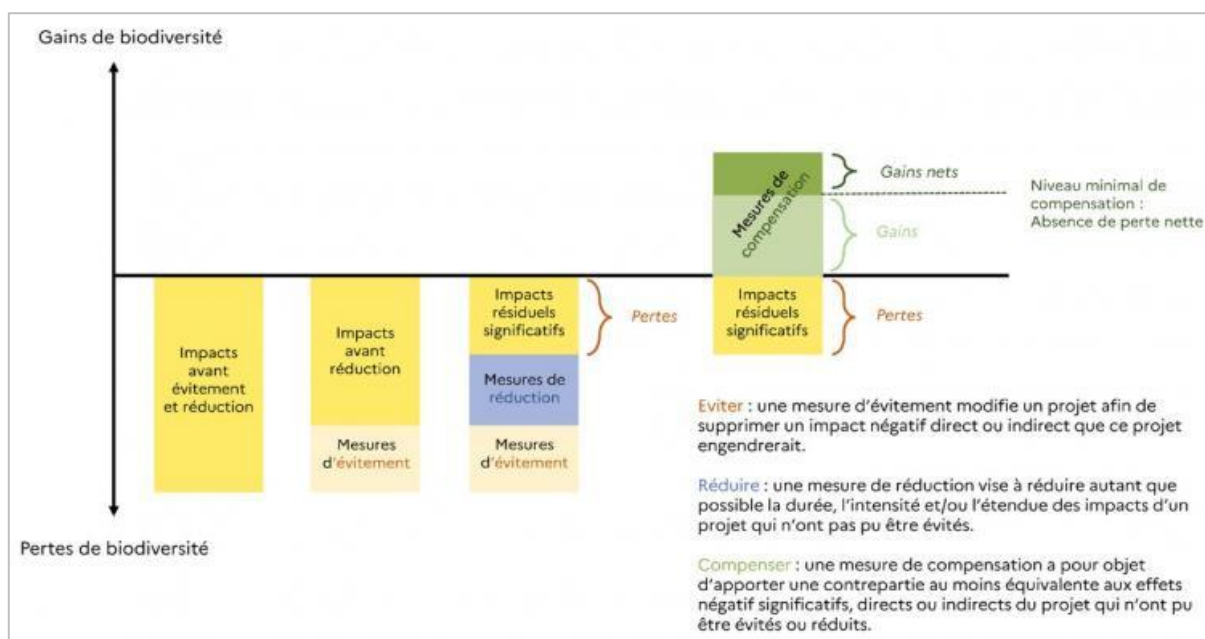 Gains de biodiversité
Mesures de
compensation
Gains nets
Niveau minimal de
compensation :
Absence de perte nette
Gains
Impacts
avant
évitement
et réduction
Impacts
avant
réduction
Mesures
d'évitement
Impacts
résiduels
significatifs
Pertes
Mesures de
réduction
Mesures
d'évitement
Impacts
résiduels
significatifs
Pertes
Pertes de biodiversité
Eviter : une mesure d'évitement modifie un projet afin de
supprimer un impact négatif direct ou indirect que ce projet
engendrerait.
Réduire : une mesure de réduction vise à réduire autant que
possible la durée, l'intensité et/ou l'étendue des impacts d'un
projet qui n'ont pas pu être évités.
Compenser : une mesure de compensation a pour objet
d'apporter une contrepartie au moins équivalente aux effets
négatif significatifs, directs ou indirects du projet qui n'ont pu
être évités ou réduits.